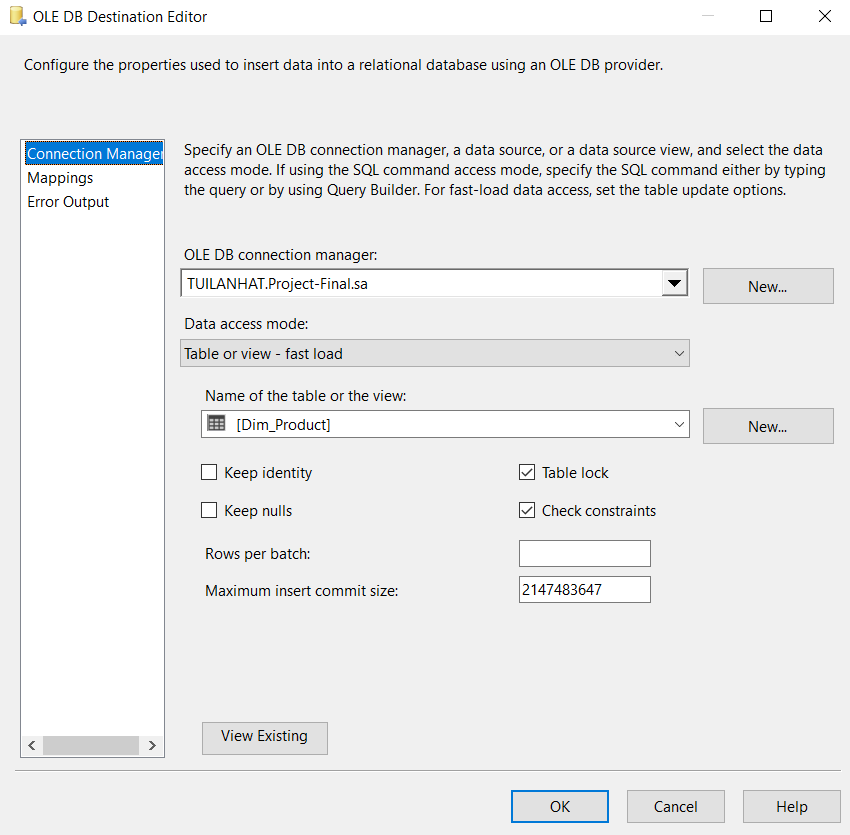 OLE DB Destination Editor
Configure the properties used to insert data into a relational database using an OLE DB provider.
Connection Manager
Mappings
Error Output
Specify an OLE DB connection manager, a data source, or a data source view, and select the data
access mode. If using the SQL command access mode, specify the SQL command either by typing
the query or by using Query Builder. For fast-load data access, set the table update options.
OLE DB connection manager:
TUILANHAT.Project-Final.sa
New...
Data access mode:
Table or view - fast load
Name of the table or the view:
[Dim_Product]
New...
Keep identity
Table lock
Keep nulls
Check constraints
Rows per batch:
Maximum insert commit size:
2147483647
View Existing
OK
Cancel
Help